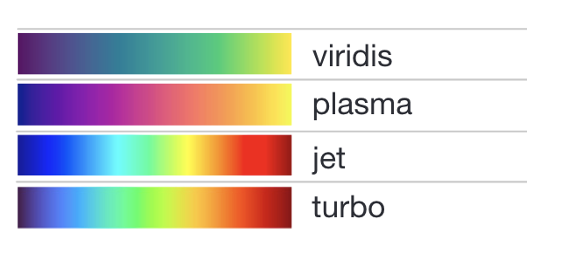 viridis
plasma
jet
turbo